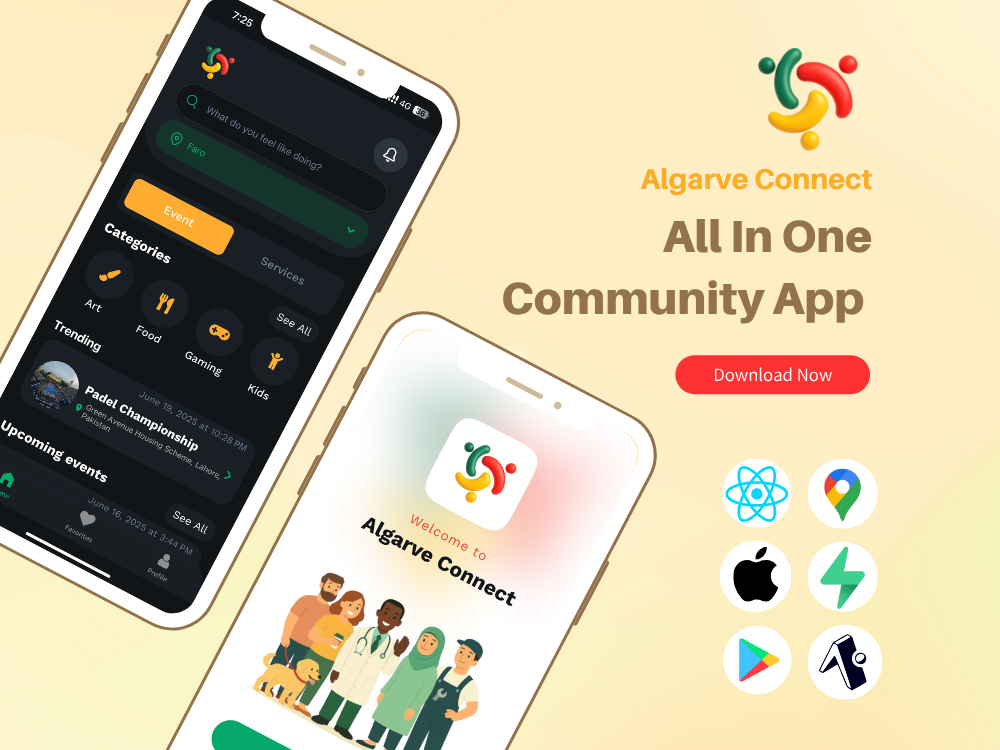 7:25
4G 36
What do you feel like doing?
Faro
Event
Services
Categories
See All
Art
Food
Gaming
Kids
Trending
June 19, 2025 at 10:28 PM
Padel Championship
Green Avenue Housing Scheme, Lahore,
Pakistan
Upcoming events
See All
June 16, 2025 at 3:44 PM
Favorites
Profile
Welcome to
Algarve Connect
Algarve Connect
All In One
Community App
Download Now